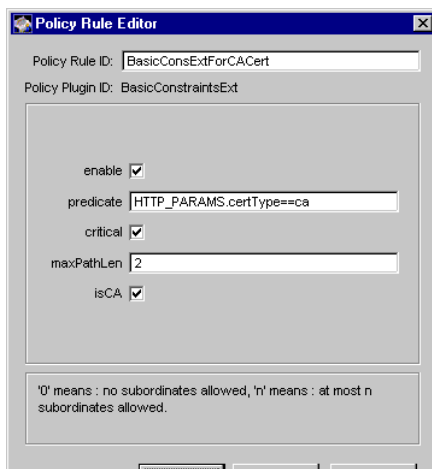 Policy Rule Editor
Policy Rule ID: BasicConsExtForCACert
Policy Plugin ID: BasicConstraintsExt
enable
predicate HTTP_PARAMS.certType==ca
critical
maxPathLen 2
isCA
'0' means : no subordinates allowed, 'n' means : at most n
subordinates allowed.